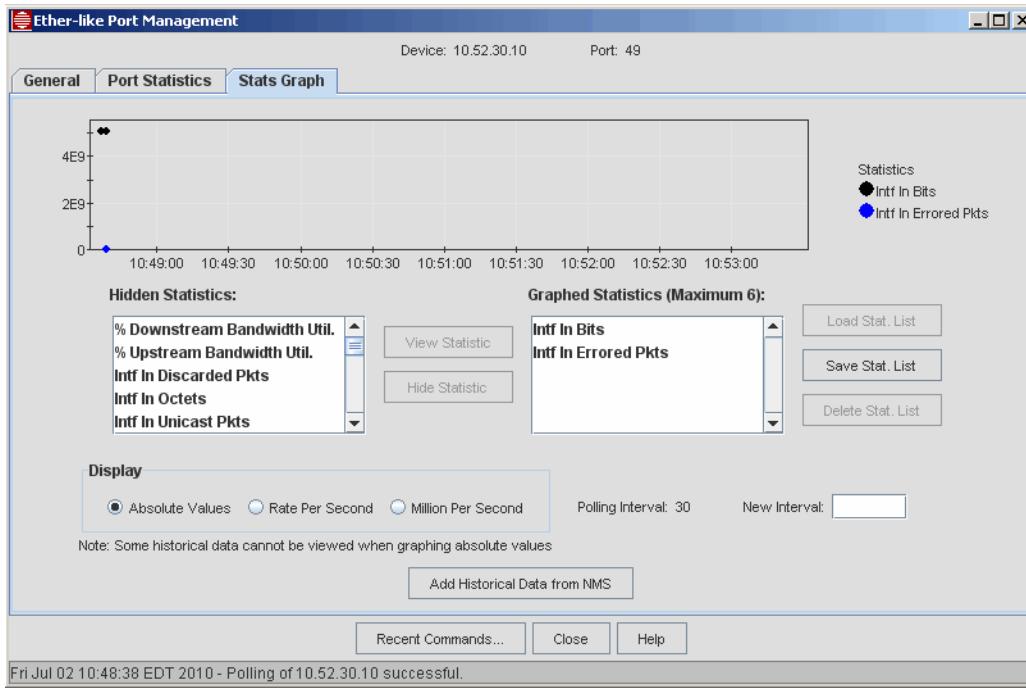 Ether-like Port Management
Device: 10.52.30.10 Port: 49
General Port Statistics Stats Graph
4E9
2E9
0
10:49:00 10:49:30 10:50:00 10:50:30 10:51:00 10:51:30 10:52:00 10:52:30 10:53:00
Statistics
Intf In Bits
Intf In Errored Pkts
Hidden Statistics:
% Downstream Bandwidth Util.
% Upstream Bandwidth Util.
Intf In Discarded Pkts
Intf In Octets
Intf In Unicast Pkts
View Statistic
Hide Statistic
Graphed Statistics (Maximum 6):
Intf In Bits
Intf In Errored Pkts
Load Stat. List
Save Stat. List
Delete Stat. List
Display
Absolute Values Rate Per Second Million Per Second
Polling Interval: 30 New Interval:
Note: Some historical data cannot be viewed when graphing absolute values
Add Historical Data from NMS
Recent Commands... Close Help
Fri Jul 02 10:48:38 EDT 2010 - Polling of 10.52.30.10 successful.